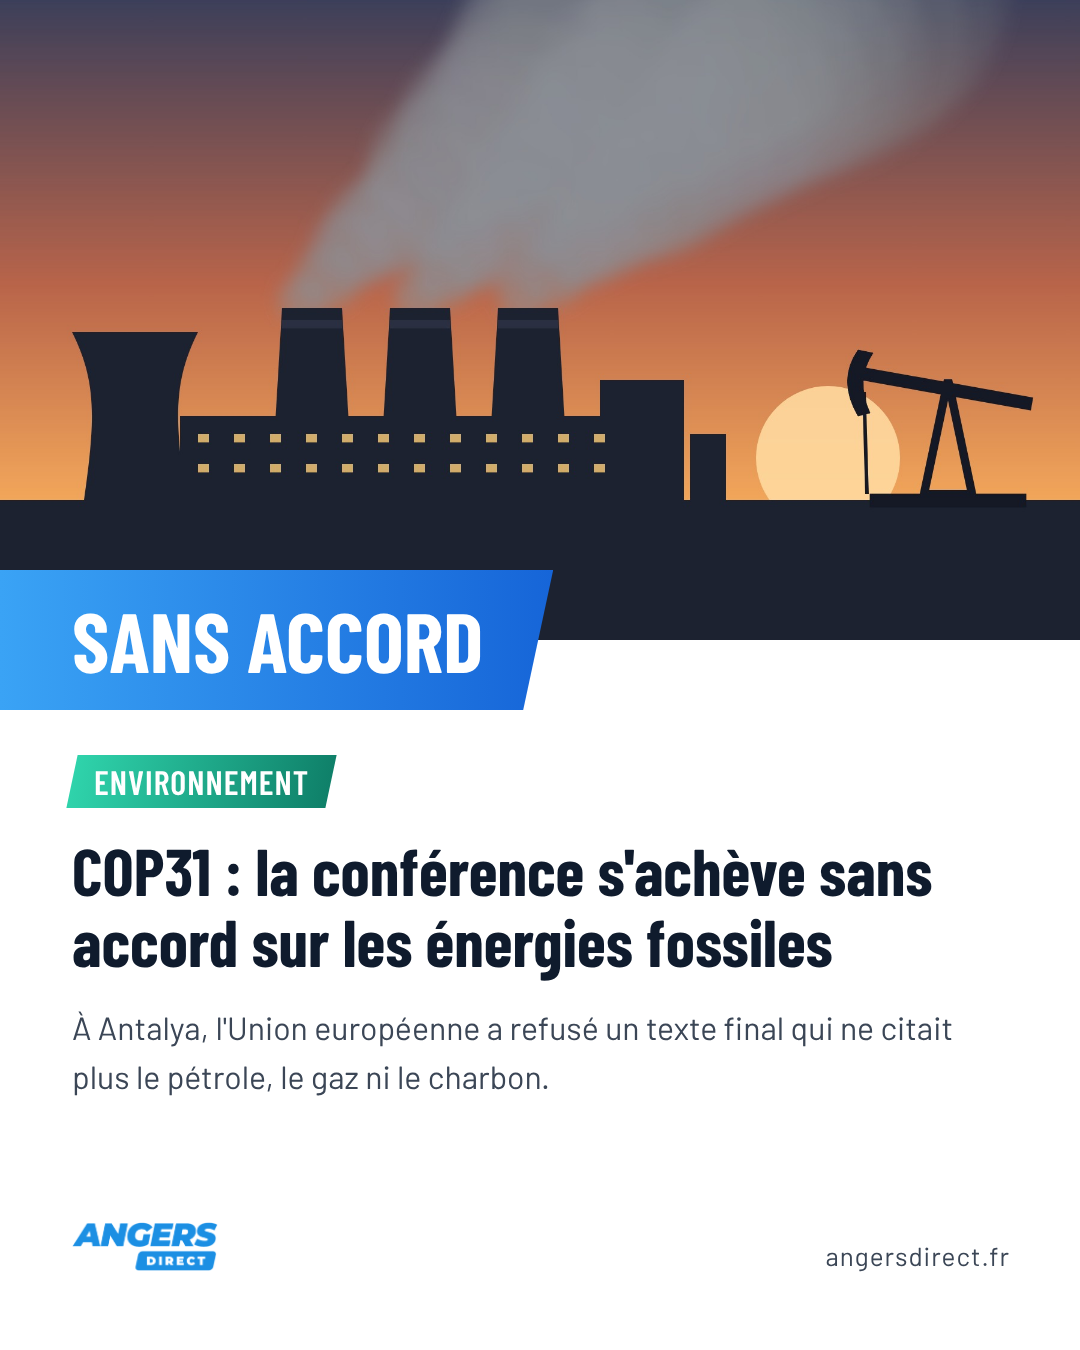 SANS ACCORD
ENVIRONNEMENT
COP31 : la conférence s'achève sans
accord sur les énergies fossiles
À Antalya, l'Union européenne a refusé un texte final qui ne citait
plus le pétrole, le gaz ni le charbon.
ANGERS
DIRECT
angersdirect.fr